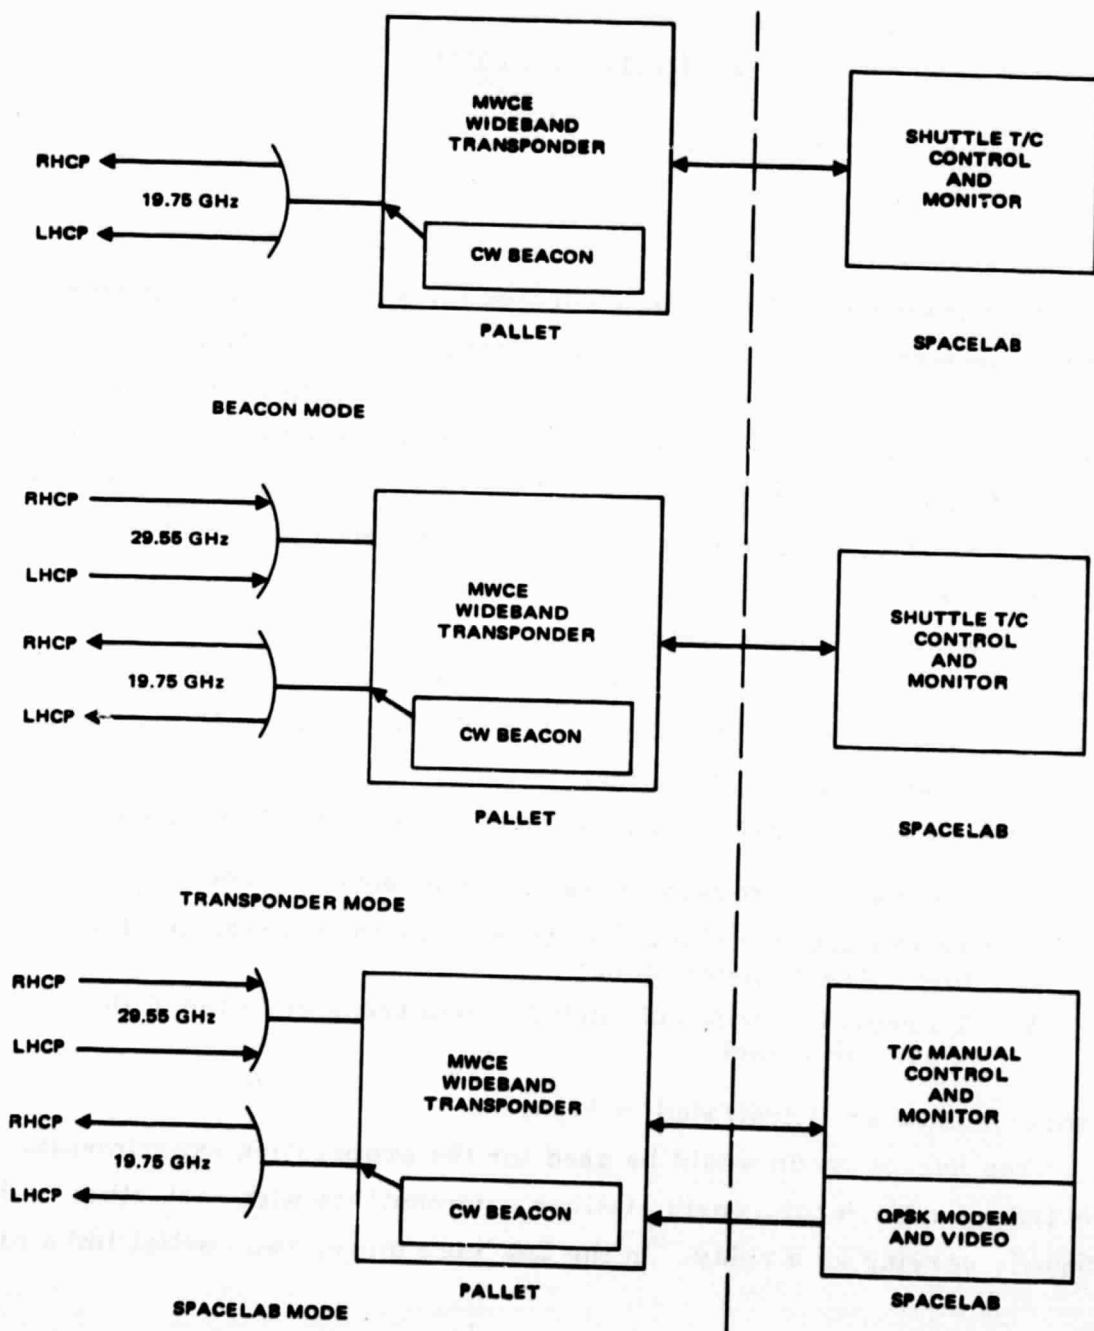 MWCE
WIDEBAND
TRANSPONDER
SHUTTLE T/C
CONTROL
AND
MONITOR
RHCP
19.75 GHz
LHCP
CW BEACON
PALLET
SPACELAB
BEACON MODE
RHCP
29.55 GHz
LHCP
RHCP
19.75 GHz
LHCP
MWCE
WIDEBAND
TRANSPONDER
SHUTTLE T/C
CONTROL
AND
MONITOR
CW BEACON
PALLET
SPACELAB
TRANSPONDER MODE
RHCP
29.55 GHz
LHCP
RHCP
19.75 GHz
LHCP
MWCE
WIDEBAND
TRANSPONDER
T/C MANUAL
CONTROL
AND
MONITOR
CW BEACON
QPSK MODEM
AND VIDEO
PALLET
SPACELAB
SPACELAB MODE